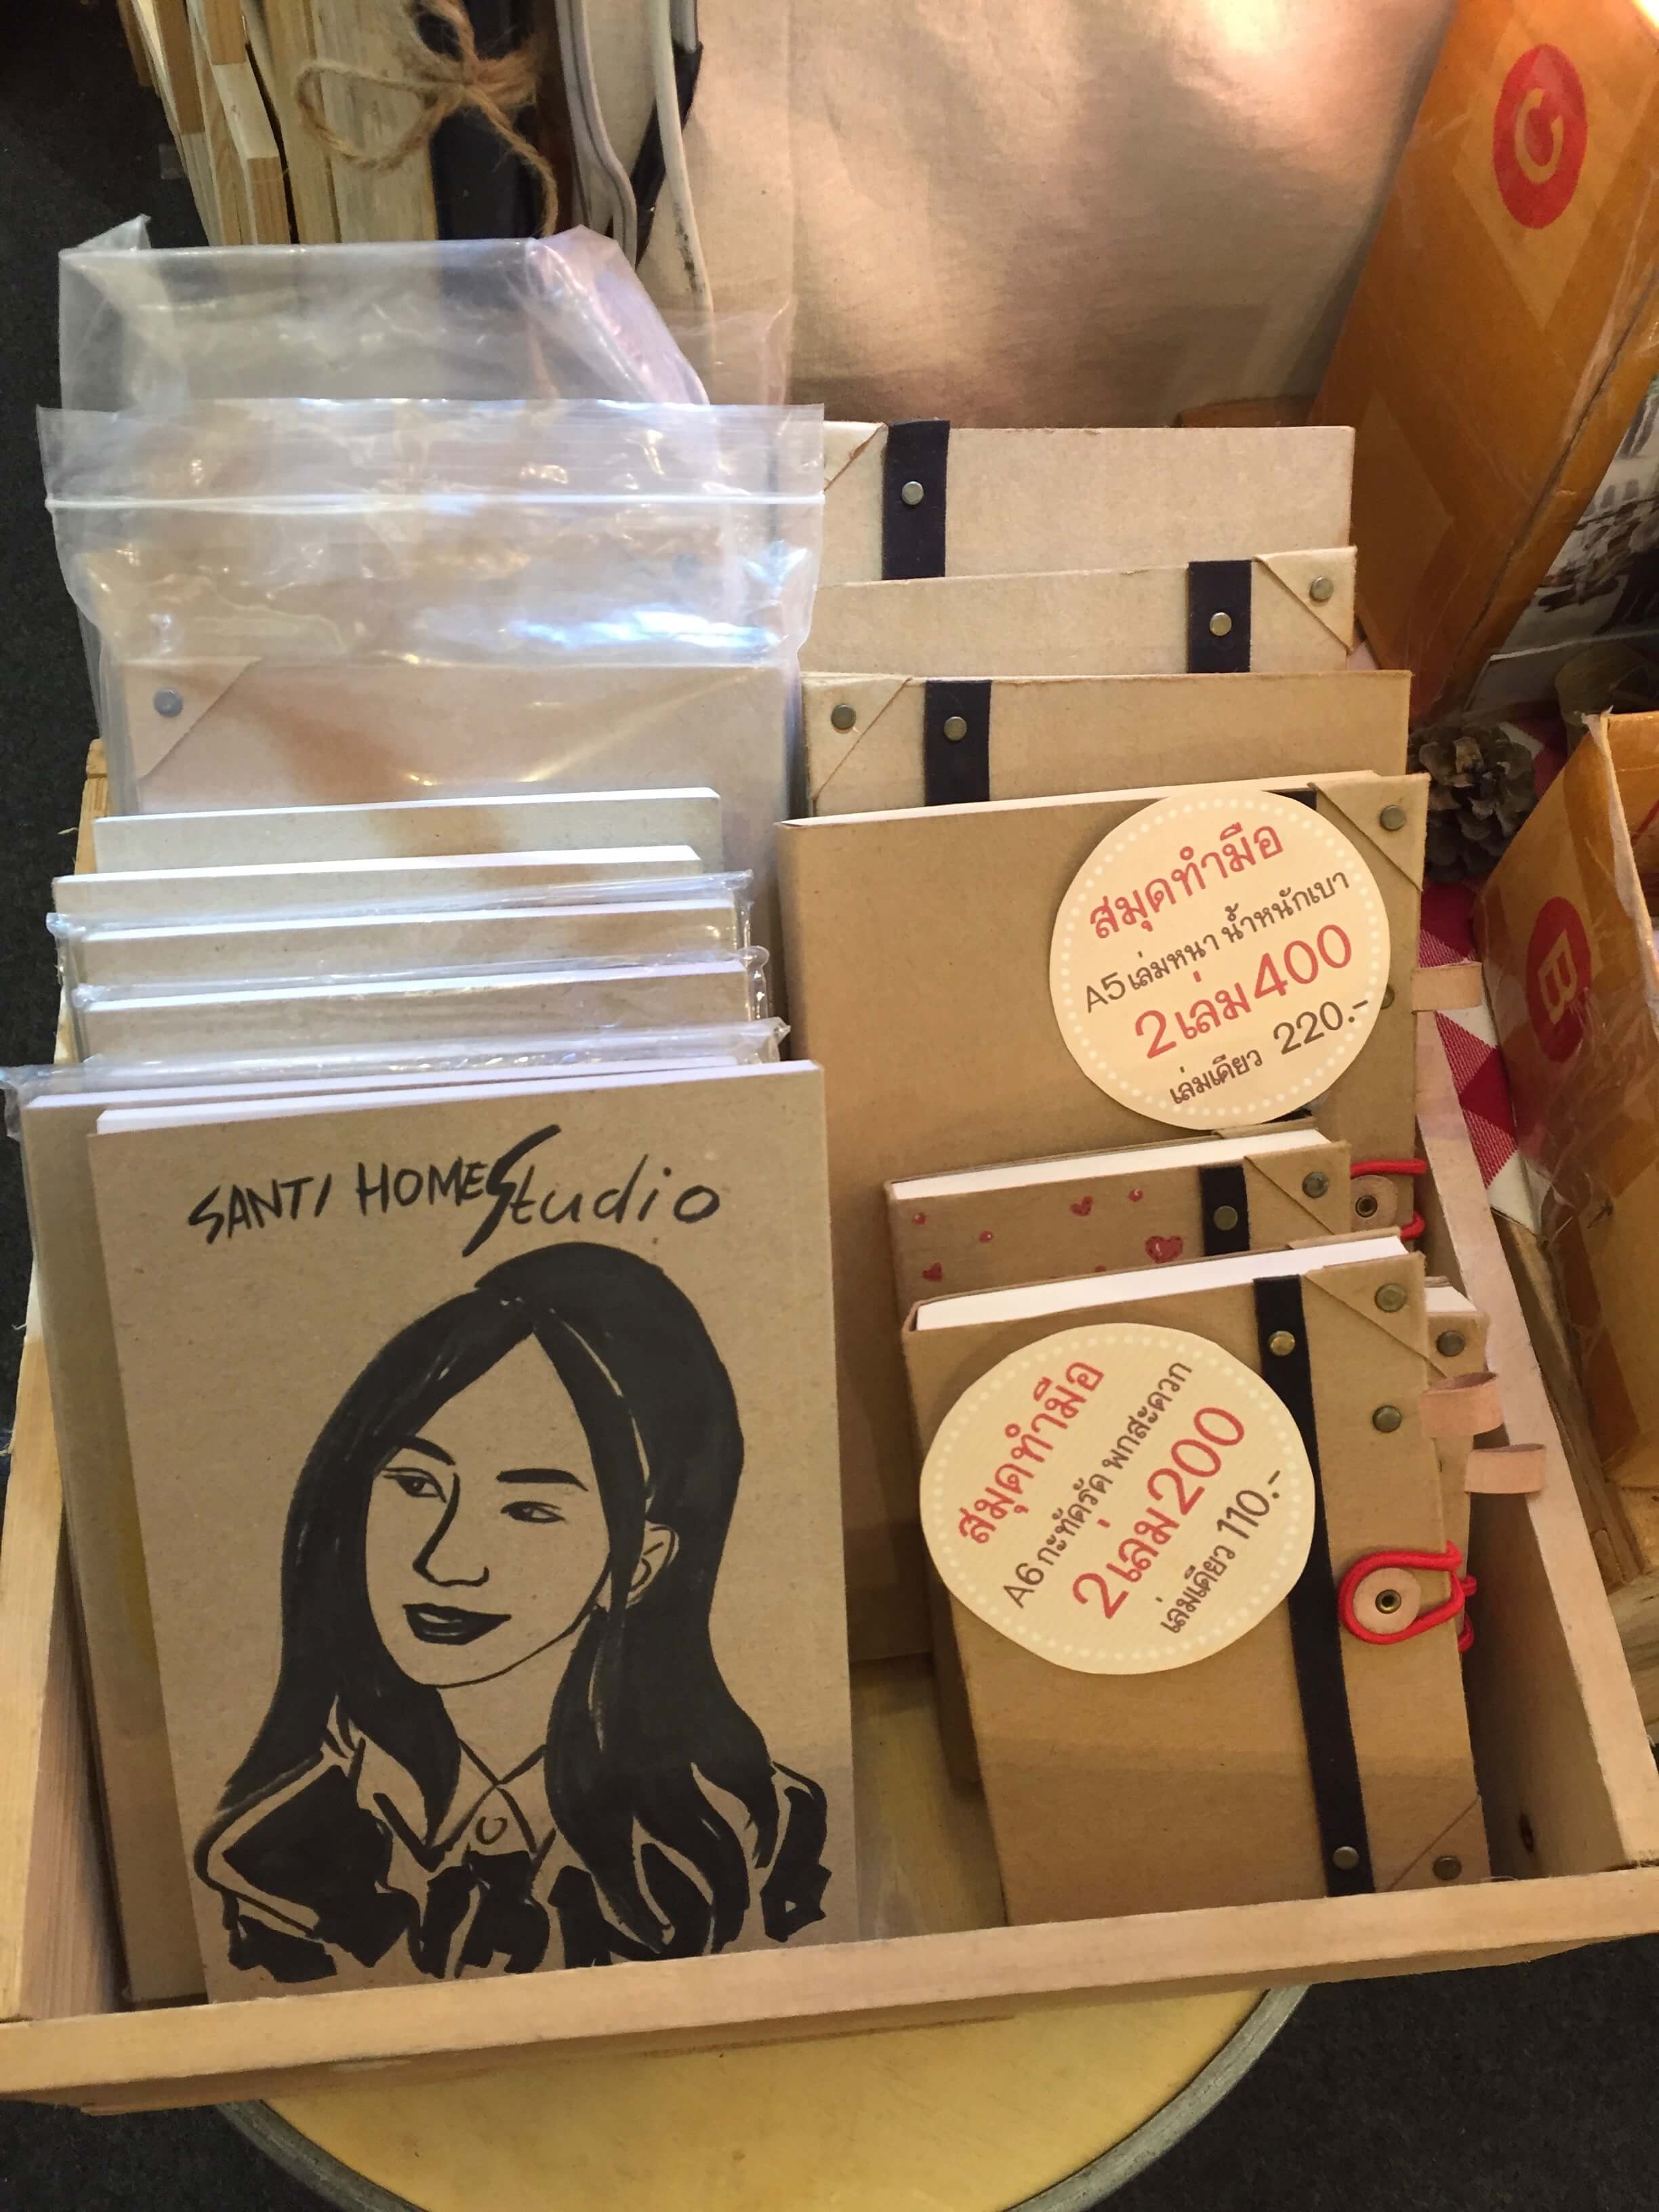 SANTI HOME Studio
สมุดทำมือ
A5 เล่มหนา น้ำหนักเบา
2 เล่ม 400
เล่มเดียว 220.-
สมุดทำมือ
A6 กะทัดรัด พกสะดวก
2 เล่ม 200
เล่มเดียว 110.-
C
B